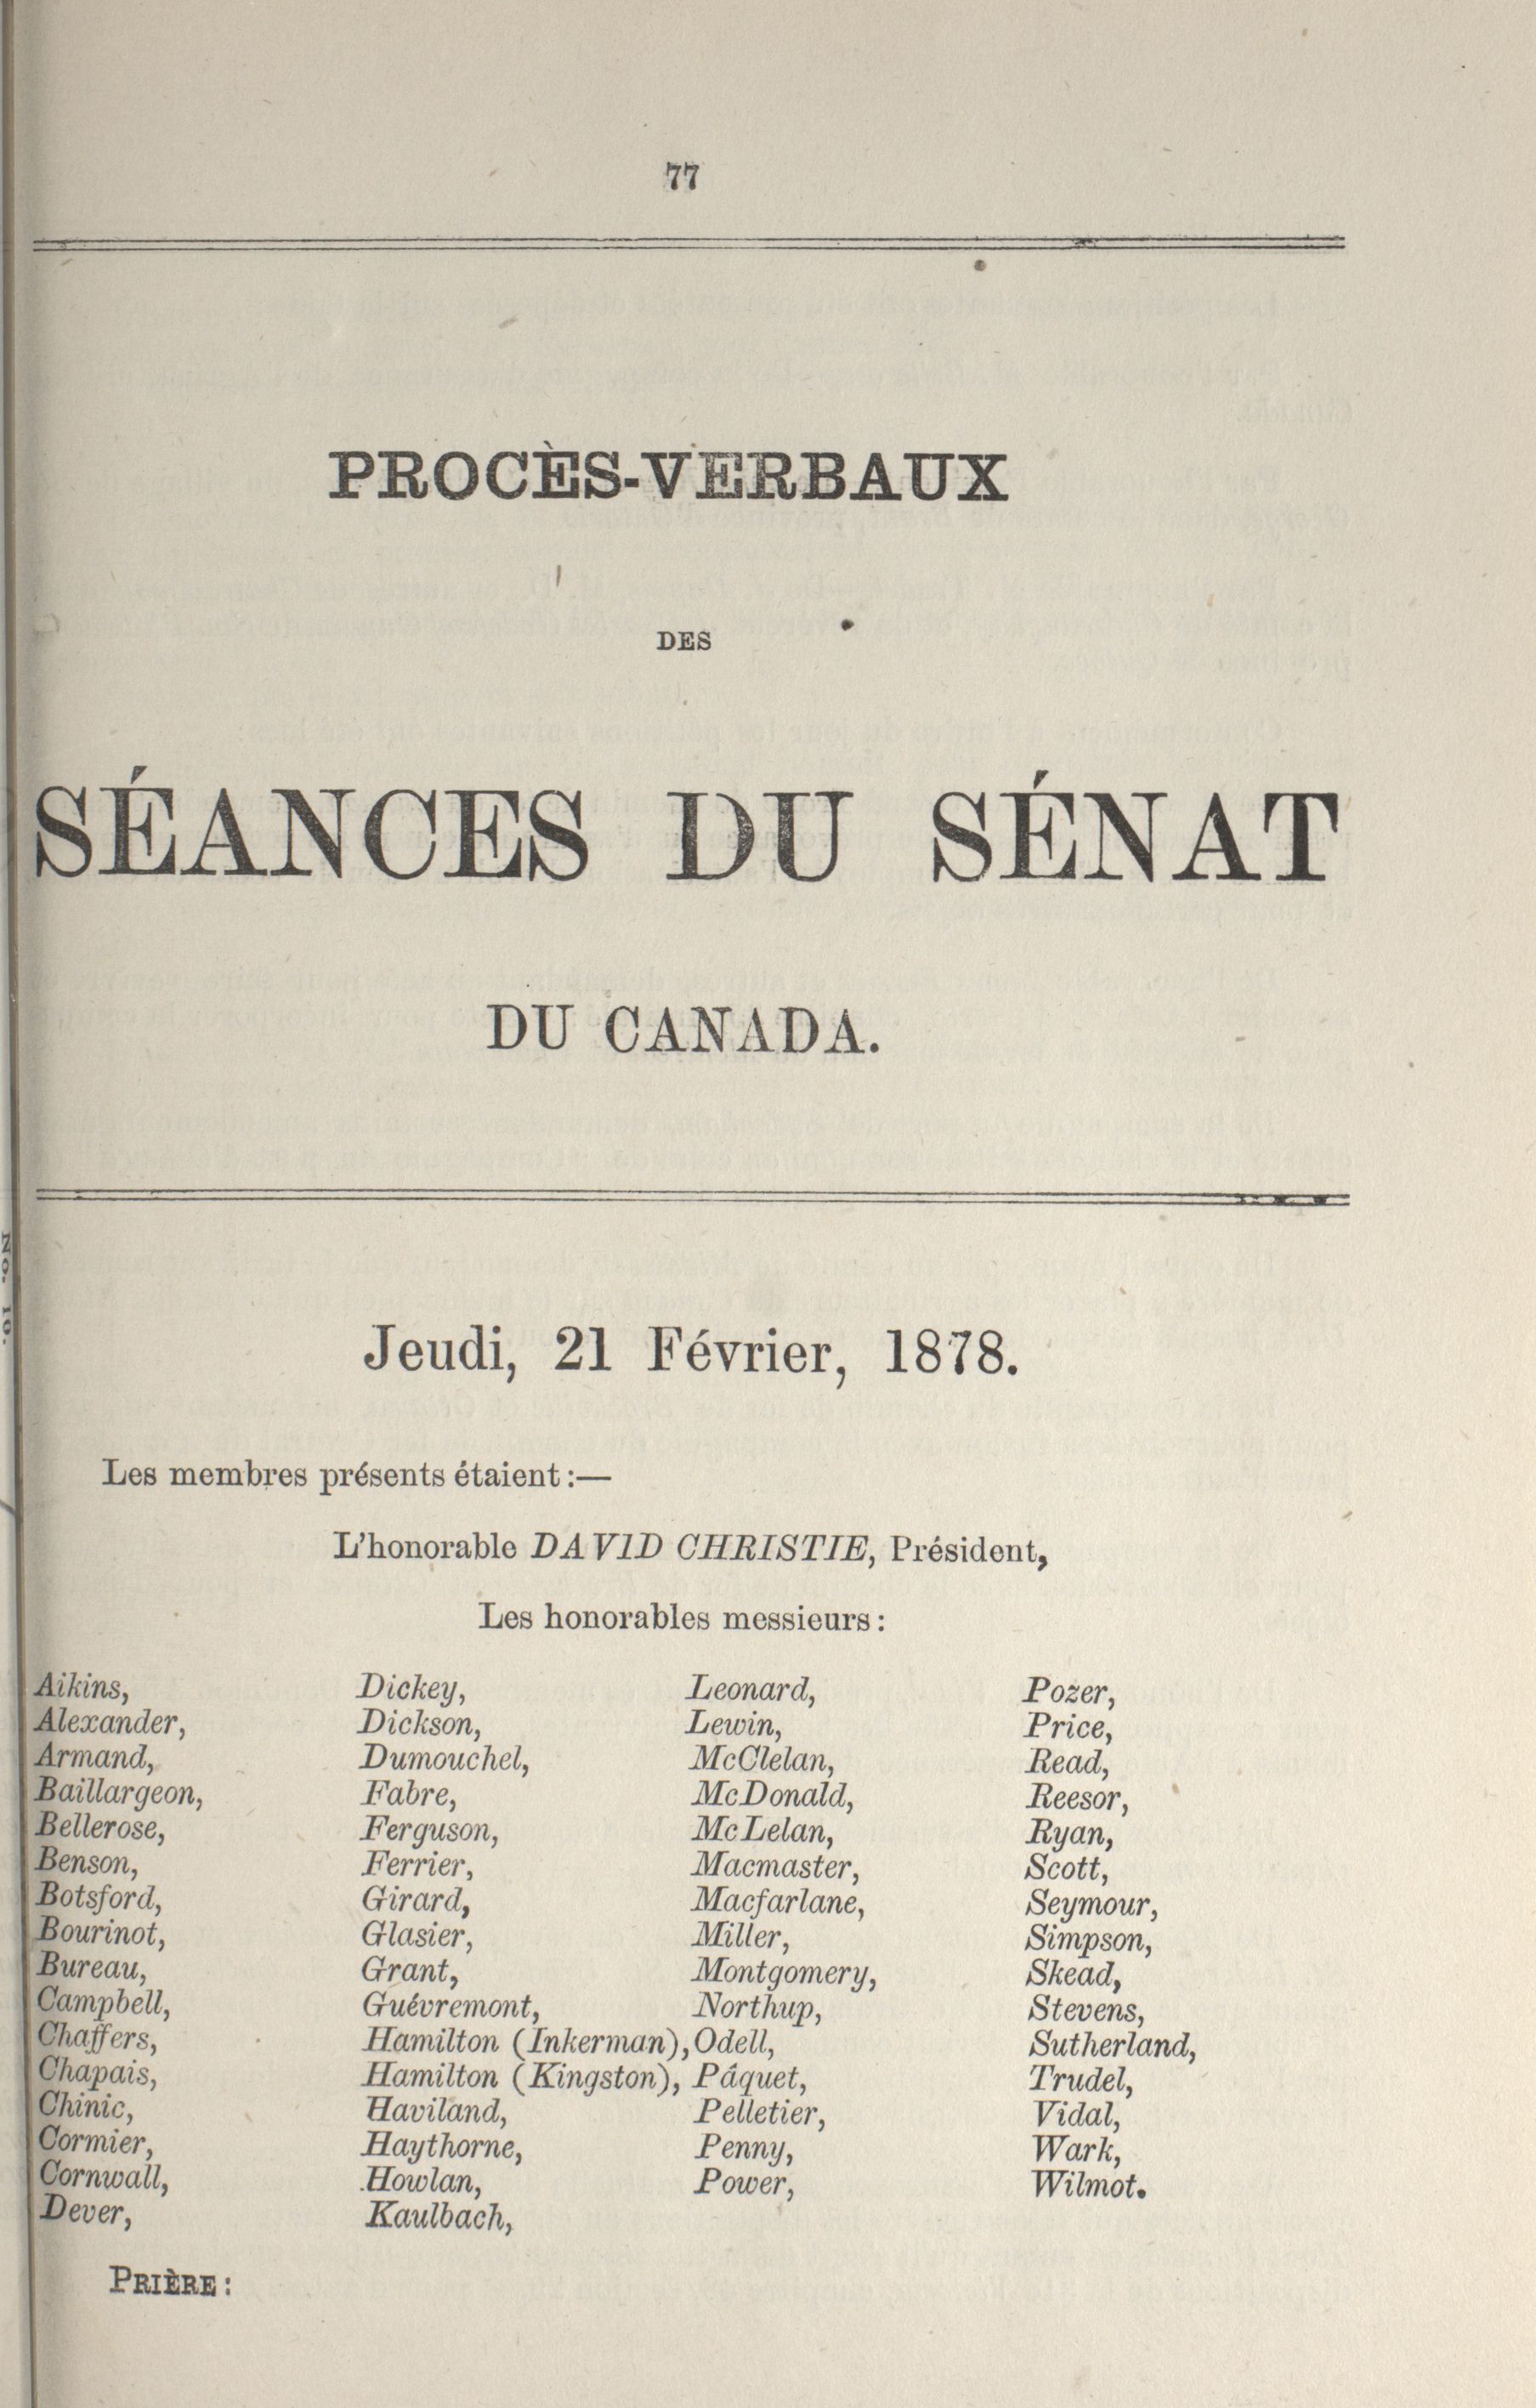 77
PROCÈS-VERBAUX
DES
SÉANCES DU SÉNAT
DU CANADA.
No. 10.
Jeudi, 21 Février, 1878.
Les membres présents étaient :—
L'honorable DAVID CHRISTIE, Président,
Les honorables messieurs :
Aikins,
Alexander,
Armand,
Baillargeon,
Bellerose,
Benson,
Botsford,
Bourinot,
Bureau,
Campbell,
Chaffers,
Chapais,
Chinic,
Cormier,
Cornwall,
Dever,
Dickey,
Dickson,
Dumouchel,
Fabre,
Ferguson,
Ferrier,
Girard,
Glasier,
Grant,
Guévremont,
Hamilton (Inkerman),
Hamilton (Kingston),
Haviland,
Haythorne,
Howlan,
Kaulbach,
Leonard,
Lewin,
McClelan,
McDonald,
McLelan,
Macmaster,
Macfarlane,
Miller,
Montgomery,
Northup,
Odell,
Pâquet,
Pelletier,
Penny,
Power,
Pozer,
Price,
Read,
Reesor,
Ryan,
Scott,
Seymour,
Simpson,
Skead,
Stevens,
Sutherland,
Trudel,
Vidal,
Wark,
Wilmot.
PRIÈRE :